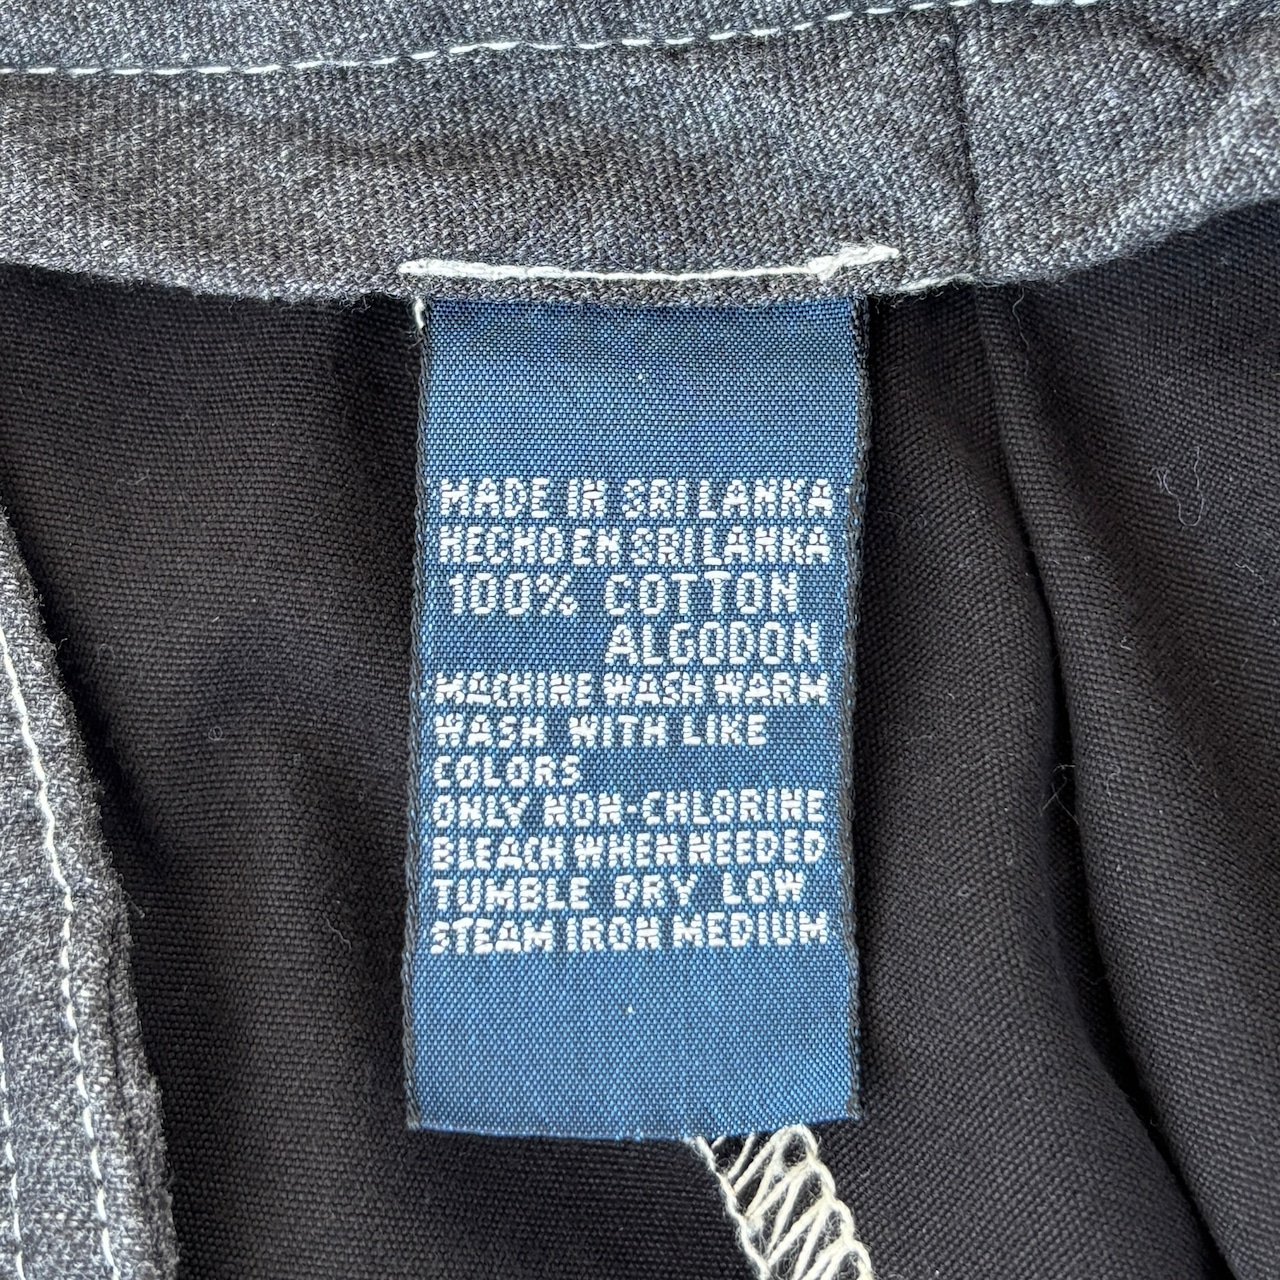 MADE IN SRI LANKA
HECHO EN SRI LANKA
100% COTTON
ALGODON
MACHINE WASH WARM
WASH WITH LIKE
COLORS
ONLY NON-CHLORINE
BLEACH WHEN NEEDED
TUMBLE DRY LOW
STEAM IRON MEDIUM